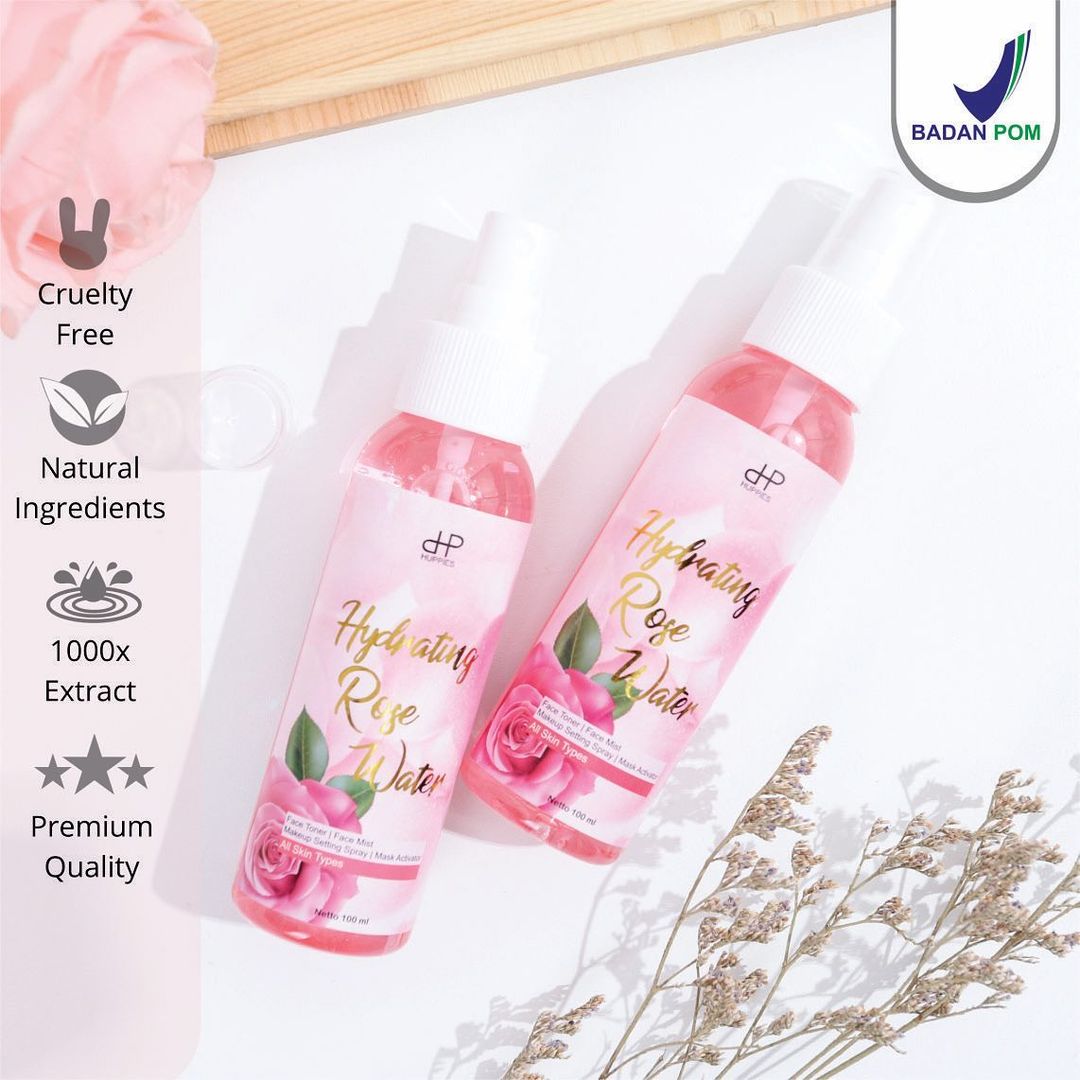 BADAN POM
Cruelty
Free
Natural
Ingredients
1000x
Extract
Premium
Quality
HP
HUPPIES
Hydrating
Rose
Water
Face Toner | Face Mist
Makeup Setting Spray | Mask Activator
All Skin Types
Netto 100 ml
HP
HUPPIES
Hydrating
Rose
Water
Face Toner | Face Mist
Makeup Setting Spray | Mask Activator
All Skin Types
Netto 100 ml